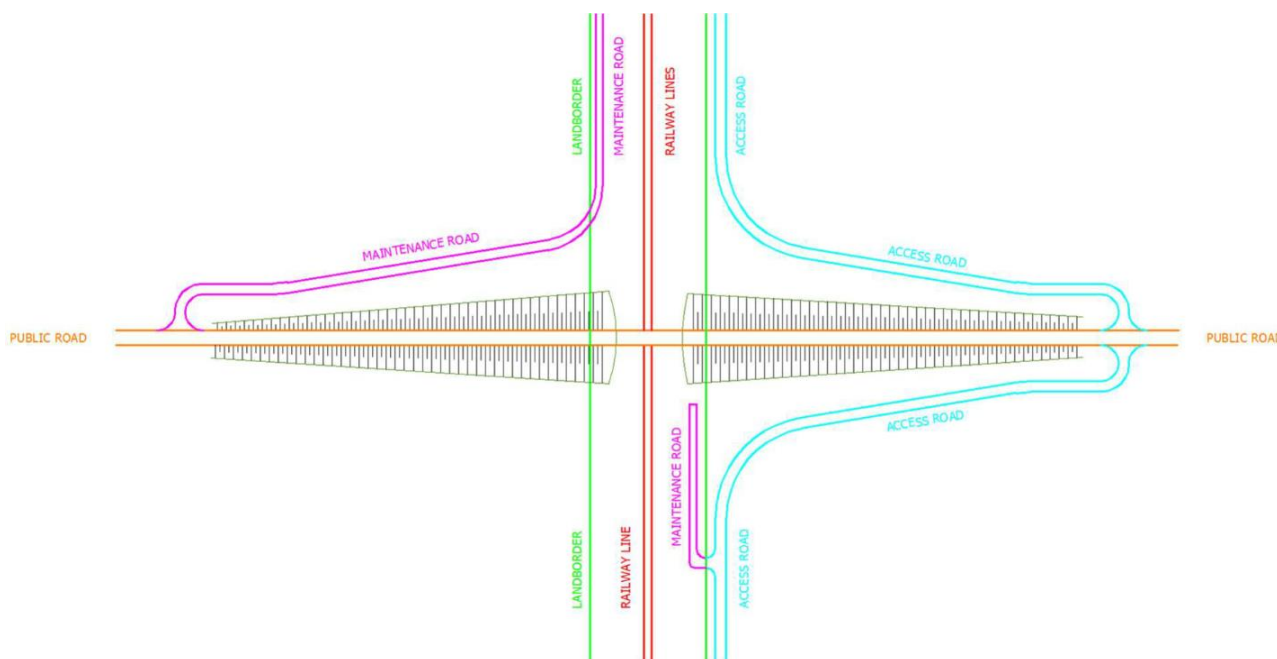 LANDBORDER
MAINTENANCE ROAD
RAILWAY LINES
ACCESS ROAD
MAINTENANCE ROAD
ACCESS ROAD
PUBLIC ROAD
PUBLIC ROAD
ACCESS ROAD
MAINTENANCE ROAD
LANDBORDER
RAILWAY LINE
ACCESS ROAD